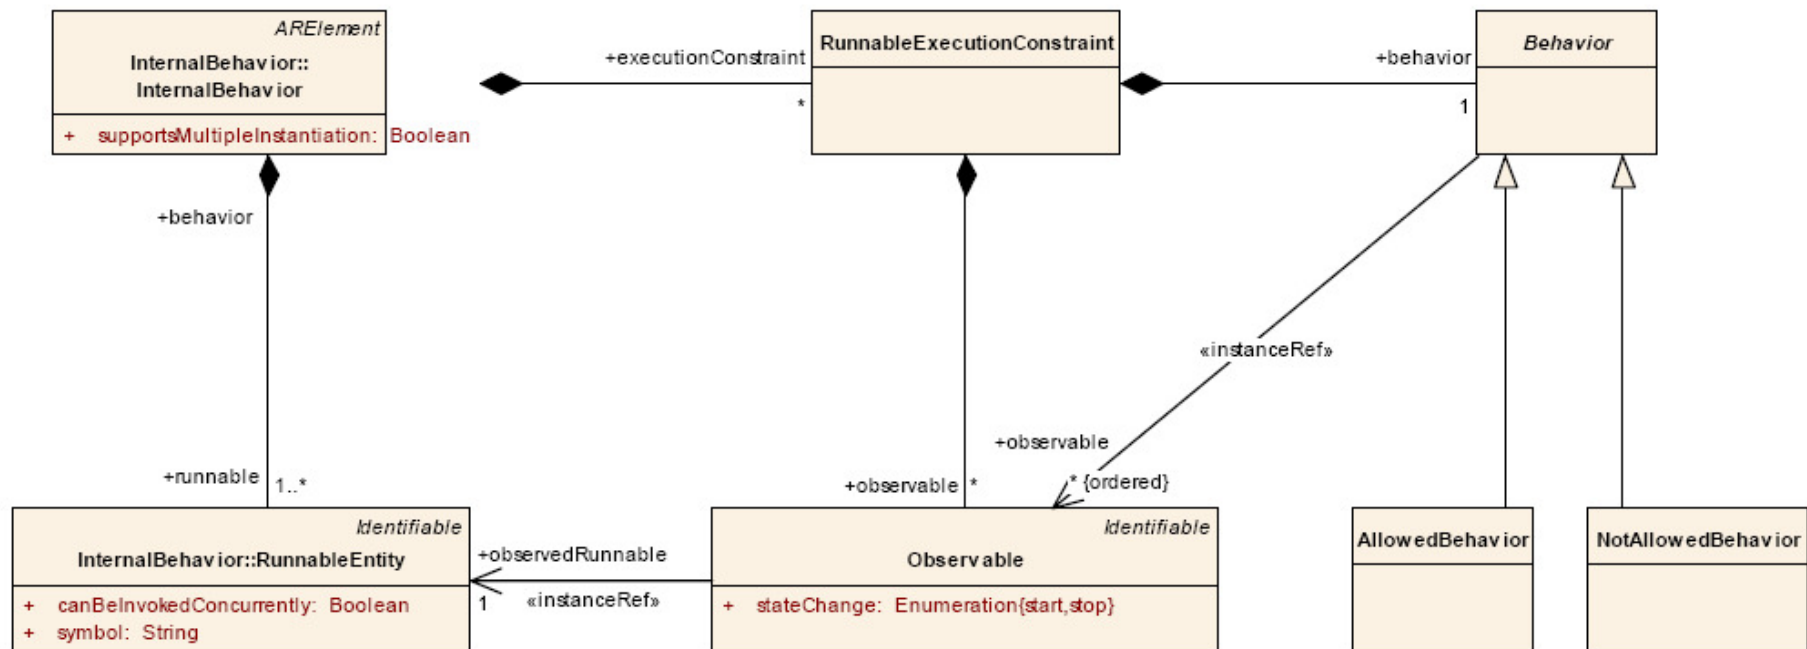 ARElement
InternalBehavior::
InternalBehavior
+ supportsMultipleInstantiation: Boolean
+executionConstraint
*
RunnableExecutionConstraint
+behavior
1
Behavior
+behavior
«instanceRef»
+observable
* {ordered}
+runnable
1..*
+observable *
Identifiable
InternalBehavior::RunnableEntity
+ canBeInvokedConcurrently: Boolean
+ symbol: String
+observedRunnable
1 «instanceRef»
Identifiable
Observable
+ stateChange: Enumeration{start,stop}
AllowedBehavior
NotAllowedBehavior